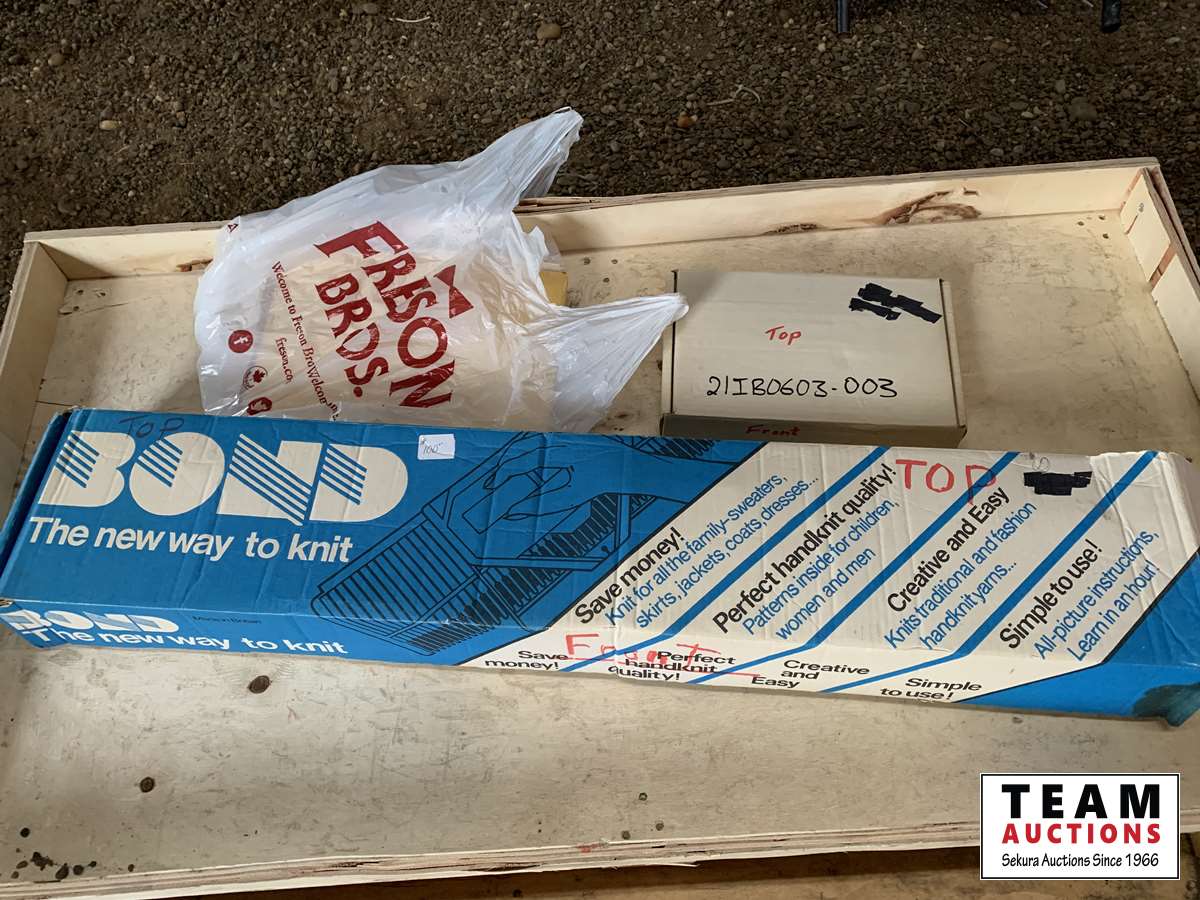 FRESON
BROS.
Welcome to Freson Bros
Welcome
freson.co
Top
21IB0603-003
Front
TOP
BOND
The new way to knit
$100
TOP
Save money!
Knit for all the family-sweaters,
skirts, jackets, coats, dresses...
Perfect handknit quality!
Patterns inside for children,
women and men
Creative and Easy
Knits traditional and fashion
handknit yarns...
Simple to use!
All-picture instructions,
Learn in an hour!
BOND
Made in Britain
The new way to knit
Front
Save
money!
Perfect
handknit
quality!
Creative
and
Easy
Simple
to use!
TEAM
AUCTIONS
Sekura Auctions Since 1966